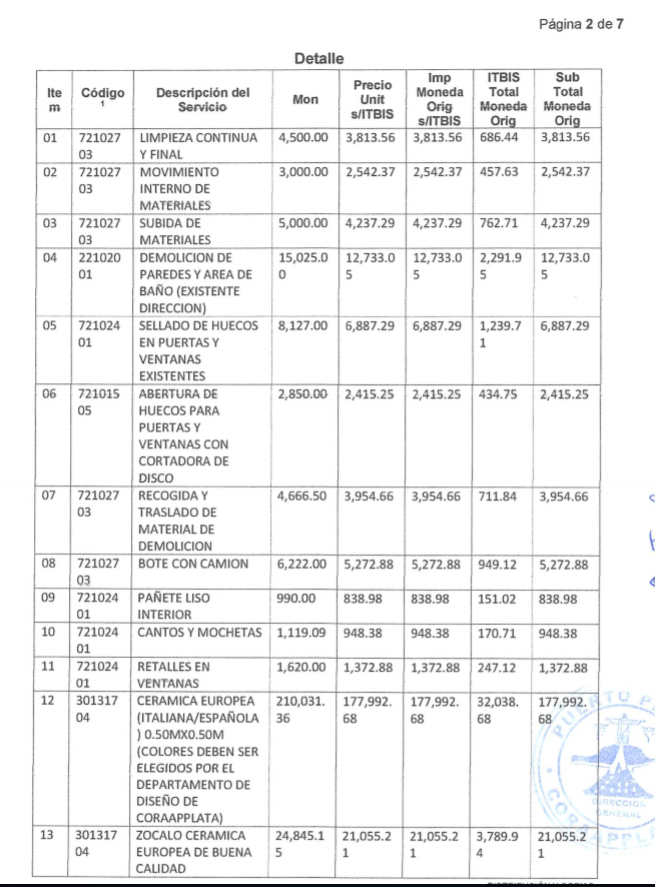 Página 2 de 7
Detalle
Ite
m
Código
1
Descripción del
Servicio
Mon
Precio
Unit
s/ITBIS
Imp
Moneda
Orig
s/ITBIS
ITBIS
Total
Moneda
Orig
Sub
Total
Moneda
Orig
01 721027 LIMPIEZA CONTINUA 4,500.00 3,813.56 3,813.56 686.44 3,813.56
03 Y FINAL
02 721027 MOVIMIENTO 3,000.00 2,542.37 2,542.37 457.63 2,542.37
03 INTERNO DE
MATERIALES
03 721027 SUBIDA DE 5,000.00 4,237.29 4,237.29 762.71 4,237.29
03 MATERIALES
04 221020 DEMOLICION DE 15,025.0 12,733.0 12,733.0 2,291.9 12,733.0
01 PAREDES Y AREA DE 0 5 5 5 5
BAÑO (EXISTENTE
DIRECCION)
05 721024 SELLADO DE HUECOS 8,127.00 6,887.29 6,887.29 1,239.7 6,887.29
01 EN PUERTAS Y 1
VENTANAS
EXISTENTES
06 721015 ABERTURA DE 2,850.00 2,415.25 2,415.25 434.75 2,415.25
05 HUECOS PARA
PUERTAS Y
VENTANAS CON
CORTADORA DE
DISCO
07 721027 RECOGIDA Y 4,666.50 3,954.66 3,954.66 711.84 3,954.66
03 TRASLADO DE
MATERIAL DE
DEMOLICION
08 721027 BOTE CON CAMION 6,222.00 5,272.88 5,272.88 949.12 5,272.88
03
09 721024 PAÑETE LISO 990.00 838.98 838.98 151.02 838.98
01 INTERIOR
10 721024 CANTOS Y MOCHETAS 1,119.09 948.38 948.38 170.71 948.38
01
11 721024 RETALLES EN 1,620.00 1,372.88 1,372.88 247.12 1,372.88
01 VENTANAS
12 301317 CERAMICA EUROPEA 210,031. 177,992. 177,992. 32,038. 177,992.
04 (ITALIANA/ESPAÑOLA 36 68 68 68 68
) 0.50MX0.50M
(COLORES DEBEN SER
ELEGIDOS POR EL
DEPARTAMENTO DE
DISEÑO DE
CORAAPPLATA)
13 301317 ZOCALO CERAMICA 24,845.1 21,055.2 21,055.2 3,789.9 21,055.2
04 EUROPEA DE BUENA 5 1 1 4 1
CALIDAD
PUERTO
DIRECCION
GENERAL